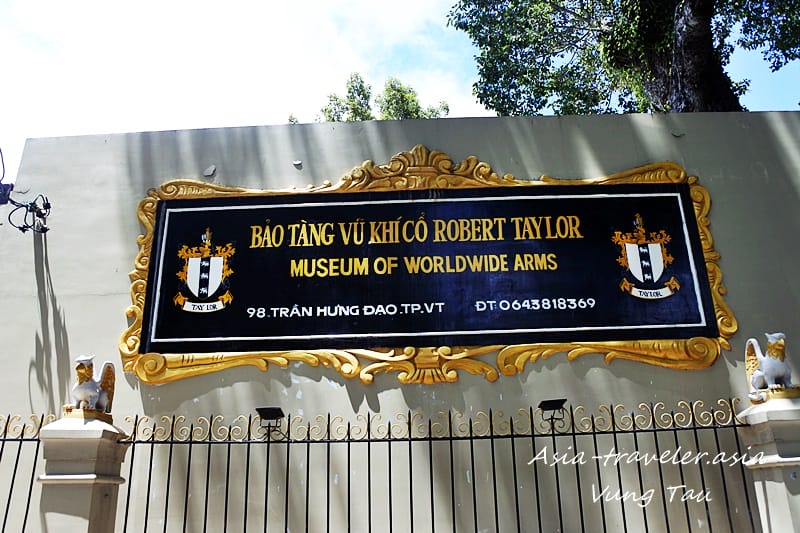 BẢO TÀNG VŨ KHÍ CỔ ROBERT TAYLOR
MUSEUM OF WORLDWIDE ARMS
TAYLOR
TAYLOR
98.TRẦN HƯNG ĐẠO.TP.VT ĐT 0643818369
Asia-traveler.asia
Vung Tau